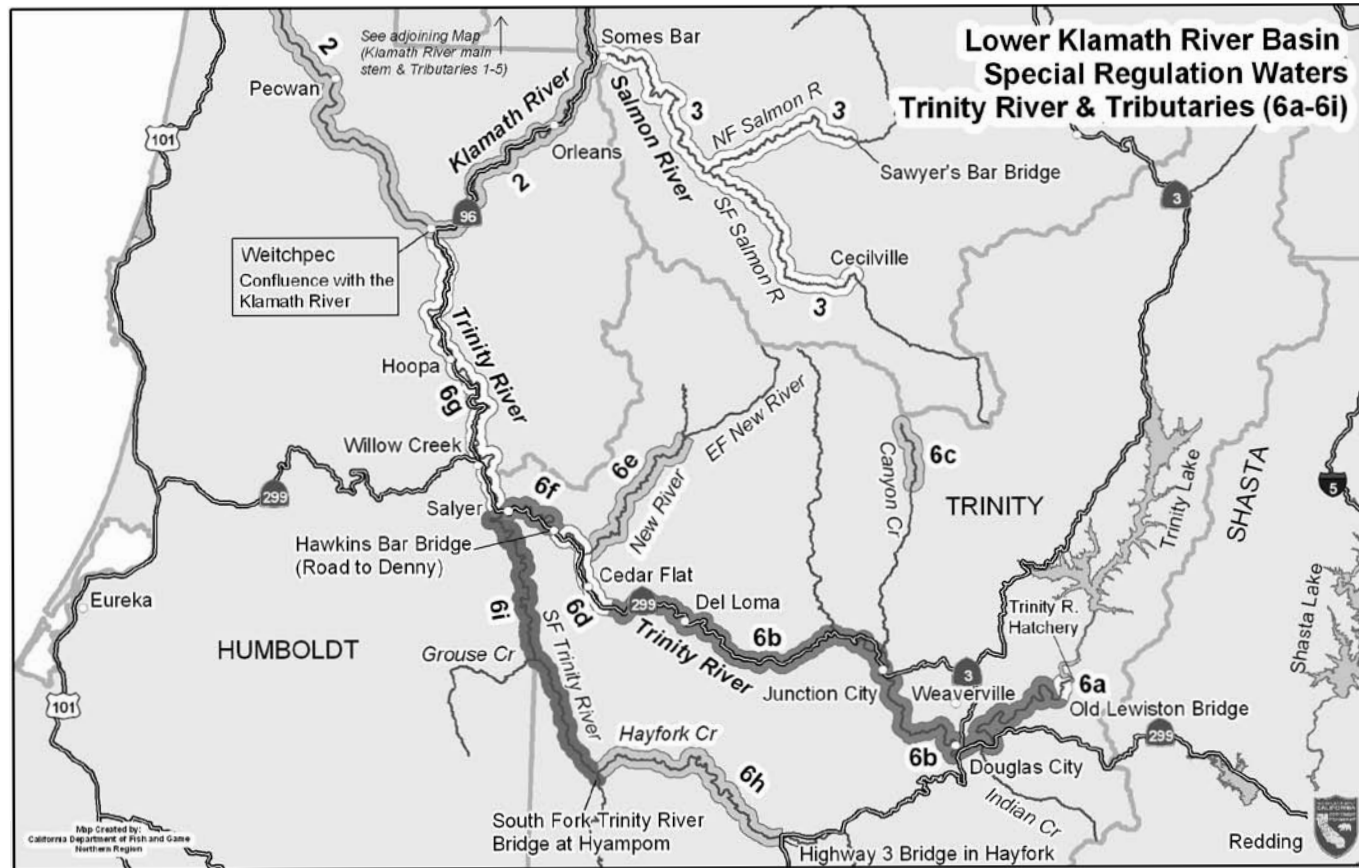 Lower Klamath River Basin
Special Regulation Waters
Trinity River & Tributaries (6a-6i)
See adjoining Map
(Klamath River main
stem & Tributaries 1-5)
2
Pecwan
101
Klamath River
Orleans
2
96
Somes Bar
Salmon River
3
NF Salmon R
3
Sawyer's Bar Bridge
SF Salmon R
Cecilville
3
3
Weitchpec
Confluence with the
Klamath River
Trinity River
Hoopa
6g
Willow Creek
299
Salyer
6f
Hawkins Bar Bridge
(Road to Denny)
6e
New River
EF New River
Canyon Cr
6c
TRINITY
Trinity Lake
SHASTA
5
Shasta Lake
Cedar Flat
6d
299
Del Loma
6b
Trinity River
Junction City
Trinity R.
Hatchery
3
Weaverville
6a
Old Lewiston Bridge
299
6b
Douglas City
Indian Cr
Redding
Eureka
HUMBOLDT
101
6i
SF Trinity River
Grouse Cr
Hayfork Cr
6h
South Fork Trinity River
Bridge at Hyampom
Highway 3 Bridge in Hayfork
Map Created by:
California Department of Fish and Game
Northern Region